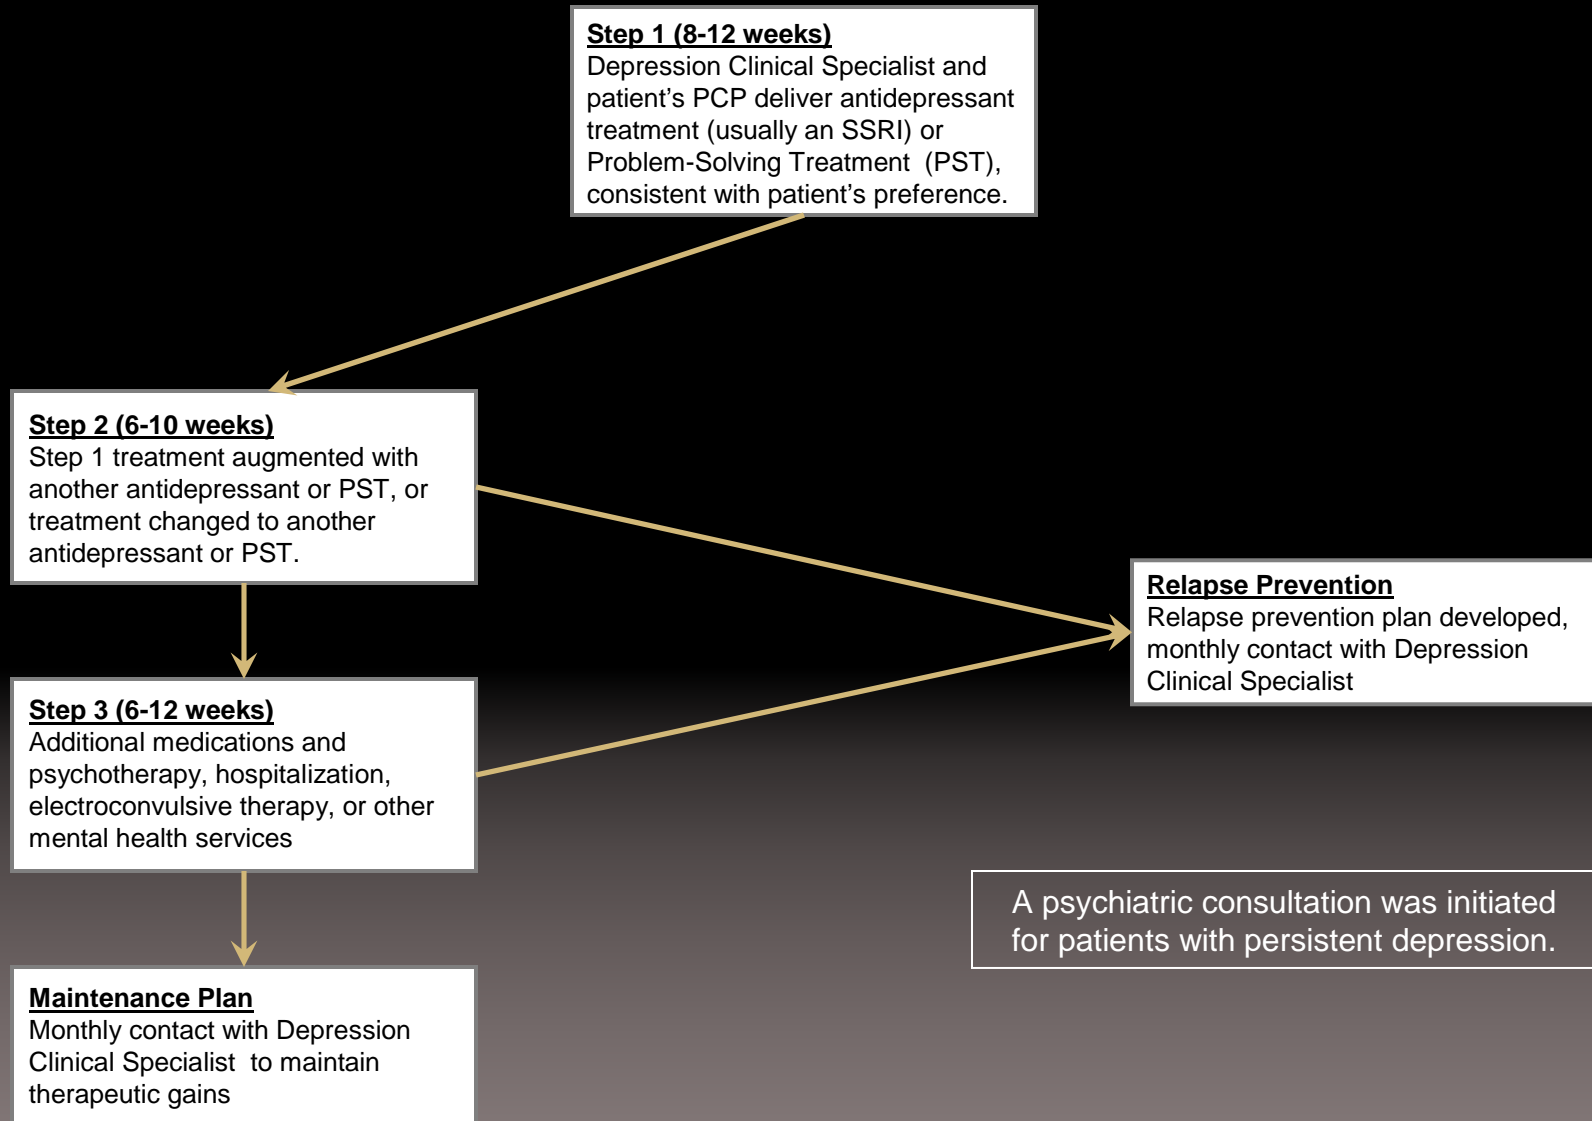 Step 1 (8-12 weeks)
Depression Clinical Specialist and
patient’s PCP deliver antidepressant
treatment (usually an SSRI) or
Problem-Solving Treatment (PST),
consistent with patient’s preference.
Step 2 (6-10 weeks)
Step 1 treatment augmented with
another antidepressant or PST, or
treatment changed to another
antidepressant or PST.
Relapse Prevention
Relapse prevention plan developed,
monthly contact with Depression
Clinical Specialist
Step 3 (6-12 weeks)
Additional medications and
psychotherapy, hospitalization,
electroconvulsive therapy, or other
mental health services
A psychiatric consultation was initiated
for patients with persistent depression.
Maintenance Plan
Monthly contact with Depression
Clinical Specialist to maintain
therapeutic gains